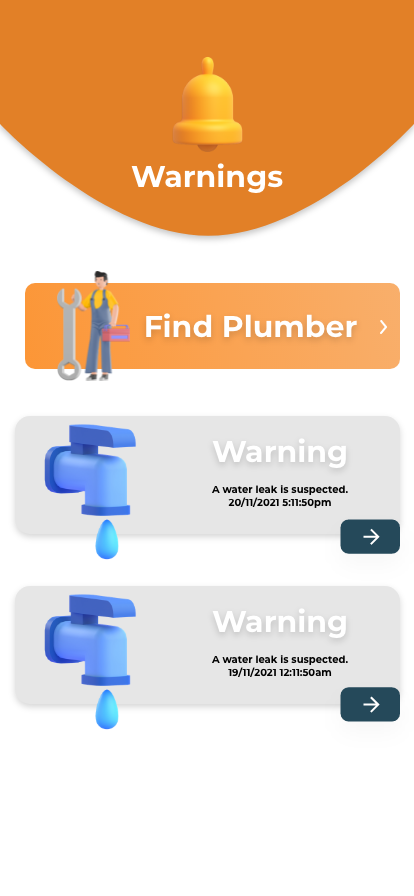 Warnings
Find Plumber
Warning
A water leak is suspected.
20/11/2021 5:11:50pm
Warning
A water leak is suspected.
19/11/2021 12:11:50am